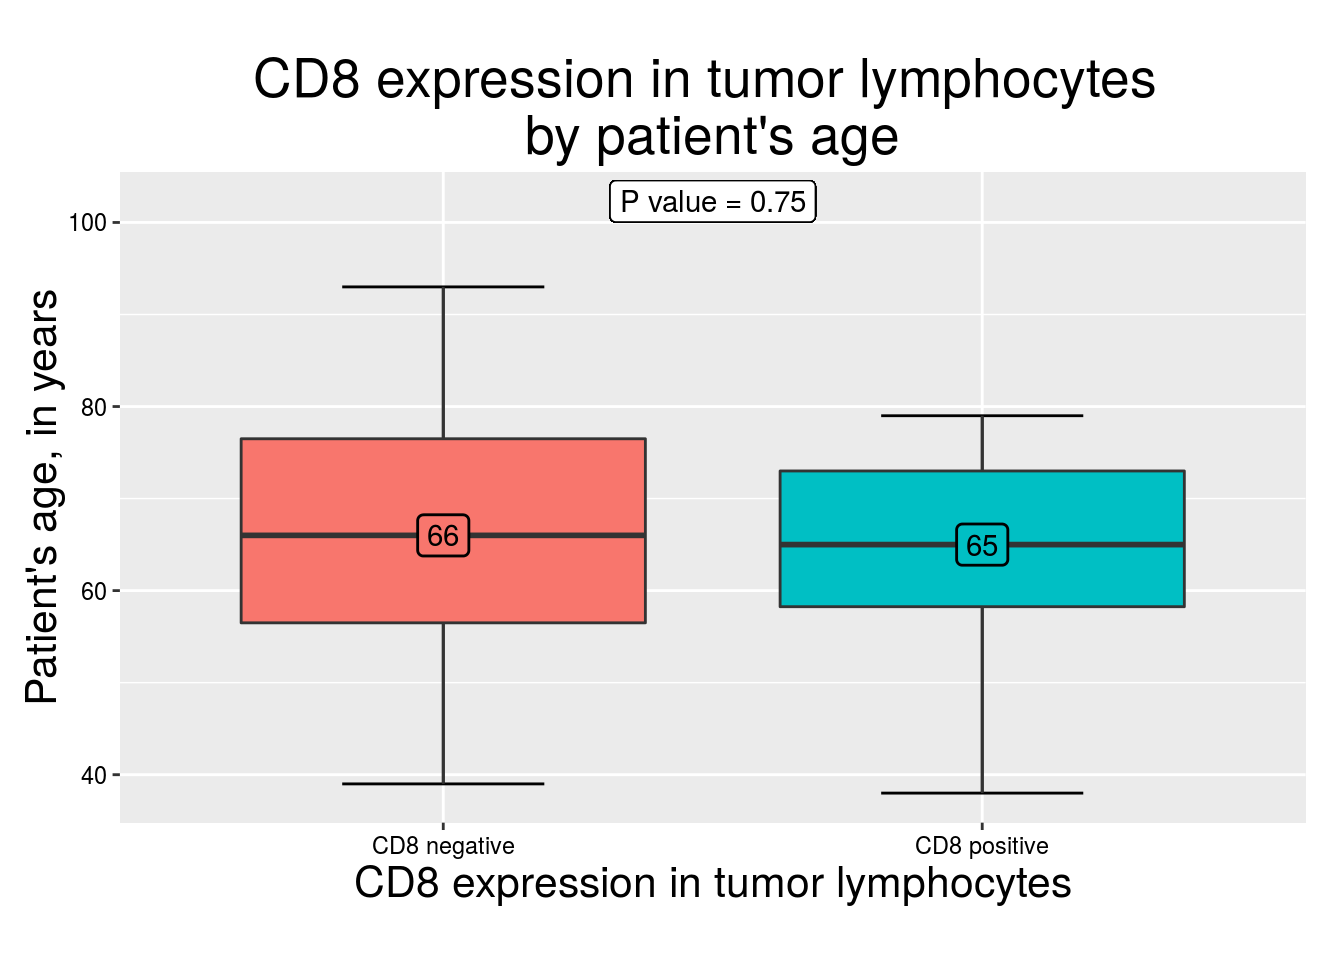 CD8 expression in tumor lymphocytes
by patient's age
P value = 0.75
Patient's age, in years
100
80
60
40
66
65
CD8 negative
CD8 positive
CD8 expression in tumor lymphocytes